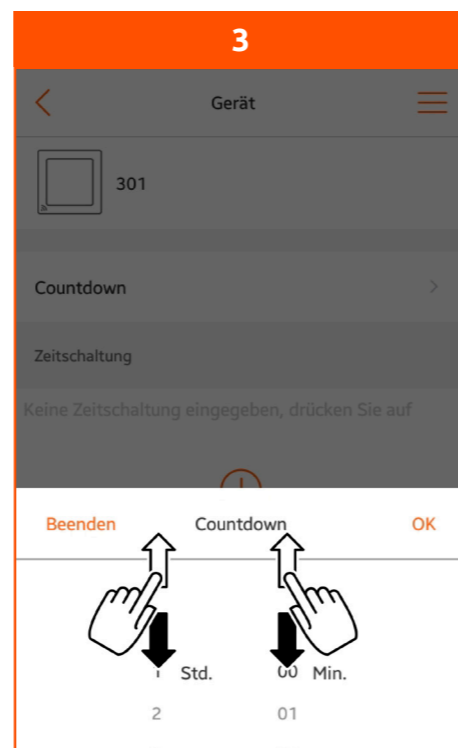 3
Gerät
301
Countdown
Zeitschaltung
Keine Zeitschaltung eingegeben, drücken Sie auf
Beenden Countdown OK
Std. 00 Min.
2 01